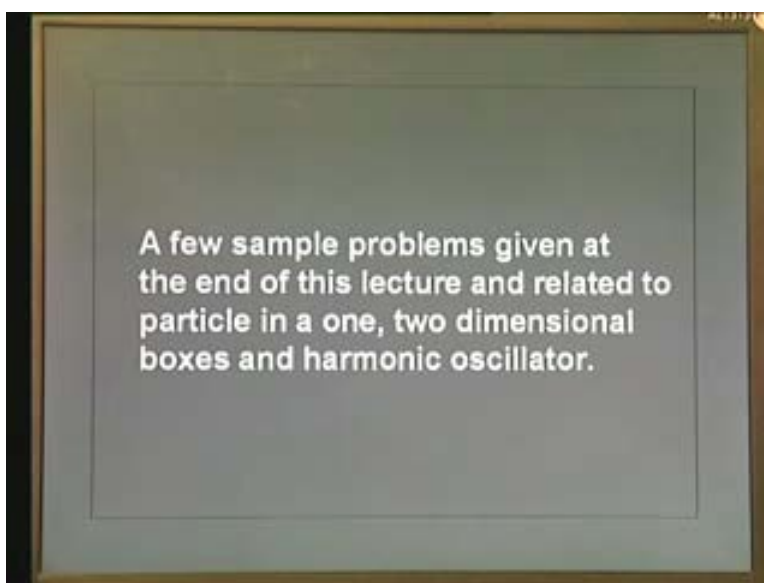 A few sample problems given at
the end of this lecture and related to
particle in a one, two dimensional
boxes and harmonic oscillator.